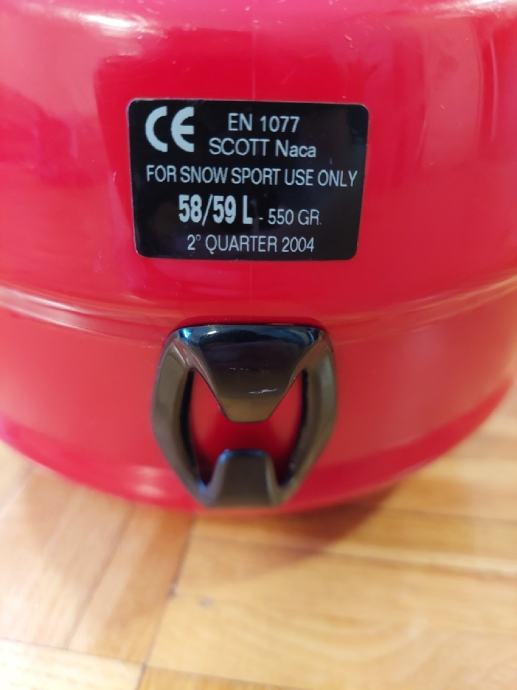 CE EN 1077
SCOTT Naca
FOR SNOW SPORT USE ONLY
58/59 L - 550 GR.
2° QUARTER 2004